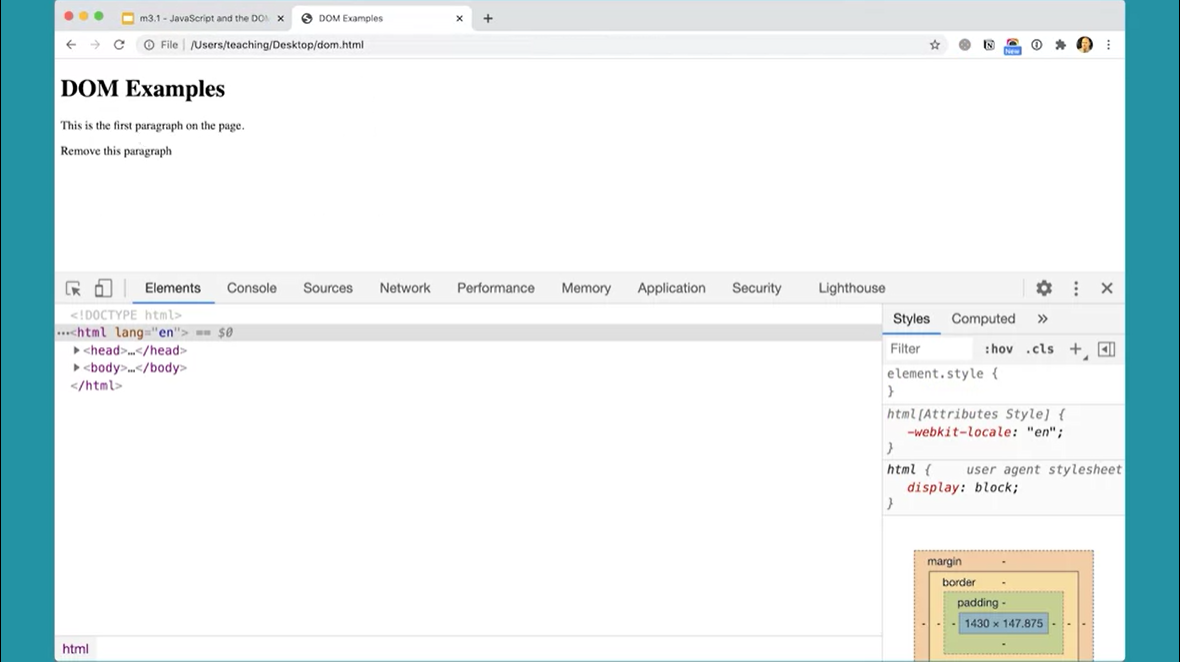 m3.1 - JavaScript and the DOM
DOM Examples
File
/Users/teaching/Desktop/dom.html
New
DOM Examples
This is the first paragraph on the page.
Remove this paragraph
Elements Console Sources Network Performance Memory Application Security Lighthouse
<!DOCTYPE html>
…<html lang="en"> == $0
<head>…</head>
<body>…</body>
</html>
html
Styles Computed »
Filter :hov .cls +
element.style {
}
html[Attributes Style] {
-webkit-locale: "en";
}
html { user agent stylesheet
display: block;
}
margin -
border -
padding -
- - - 1430 × 147.875 - - -
-